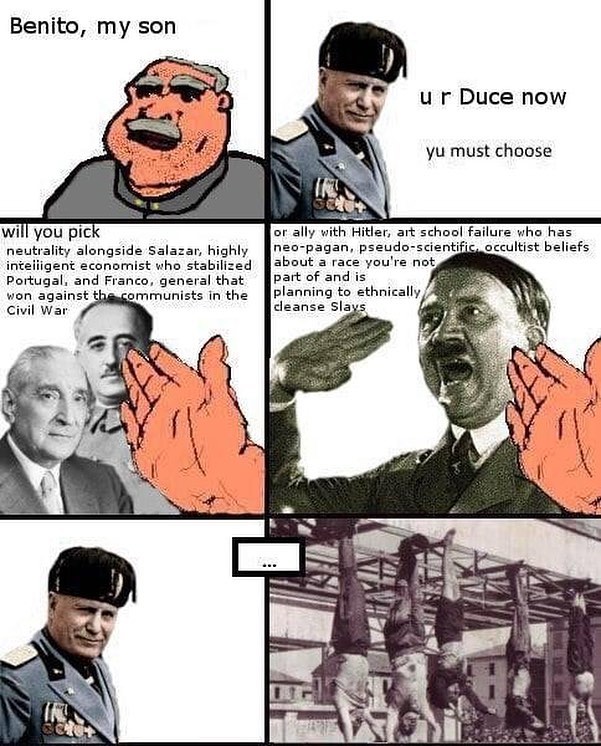 Benito, my son
u r Duce now
yu must choose
will you pick
neutrality alongside Salazar, highly
inteiiigent economist who stabilized
Portugal, and Franco, general that
won against the communists in the
Civil War
or ally with Hitler, art school failure who has
neo-pagan, pseudo-scientific, occultist beliefs
about a race you're not
part of and is
planning to ethnically
cleanse Slavs
...